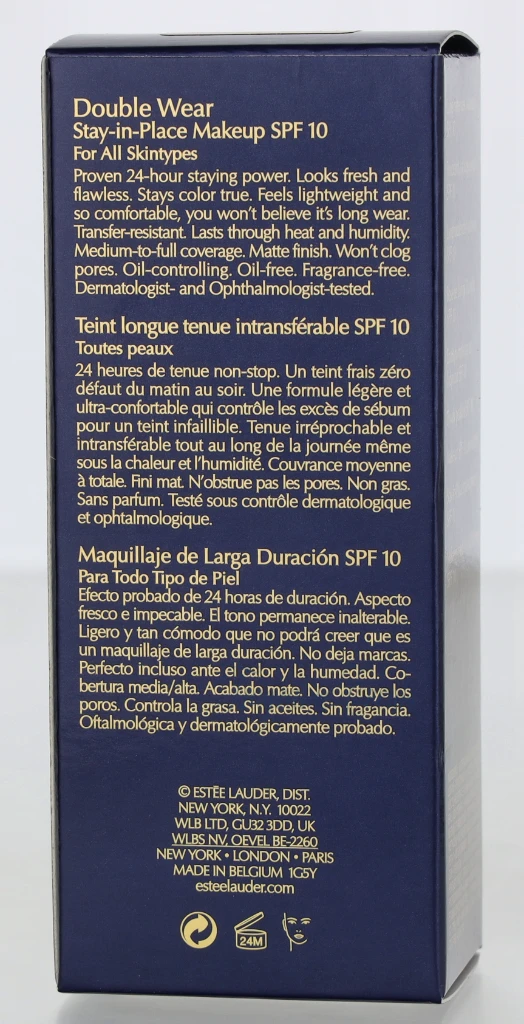 Double Wear
Stay-in-Place Makeup SPF 10
For All Skintypes
Proven 24-hour staying power. Looks fresh and
flawless. Stays color true. Feels lightweight and
so comfortable, you won't believe it's long wear.
Transfer-resistant. Lasts through heat and humidity.
Medium-to-full coverage. Matte finish. Won't clog
pores. Oil-controlling. Oil-free. Fragrance-free.
Dermatologist- and Ophthalmologist-tested.
Teint longue tenue intransférable SPF 10
Toutes peaux
24 heures de tenue non-stop. Un teint frais zéro
défaut du matin au soir. Une formule légère et
ultra-confortable qui contrôle les excès de sébum
pour un teint infaillible. Tenue irréprochable et
intransférable tout au long de la journée même
sous la chaleur et l'humidité. Couvrance moyenne
à totale. Fini mat. N'obstrue pas les pores. Non gras.
Sans parfum. Testé sous contrôle dermatologique
et ophtalmologique.
Maquillaje de Larga Duración SPF 10
Para Todo Tipo de Piel
Efecto probado de 24 horas de duración. Aspecto
fresco e impecable. El tono permanece inalterable.
Ligero y tan cómodo que no podrá creer que es
un maquillaje de larga duración. No deja marcas.
Perfecto incluso ante el calor y la humedad. Co-
bertura media/alta. Acabado mate. No obstruye los
poros. Controla la grasa. Sin aceites. Sin fragancia.
Oftalmológica y dermatológicamente probado.
© ESTĒE LAUDER, DIST.
NEW YORK, N.Y. 10022
WLB LTD, GU32 3DD, UK
WLBS NV. OEVEL BE-2260
NEW YORK • LONDON • PARIS
MADE IN BELGIUM 1G5Y
esteelauder.com
24M